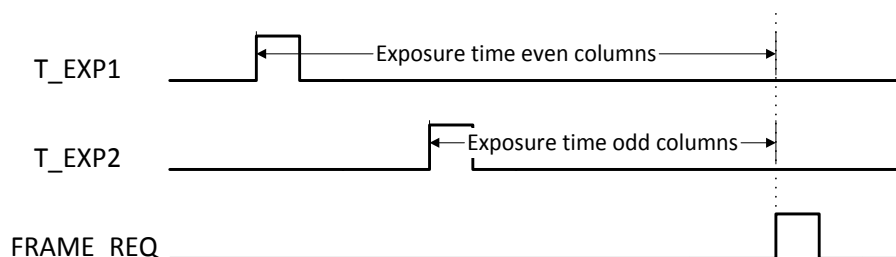 Exposure time even columns
T_EXP1
Exposure time odd columns
T_EXP2
FRAME_REQ